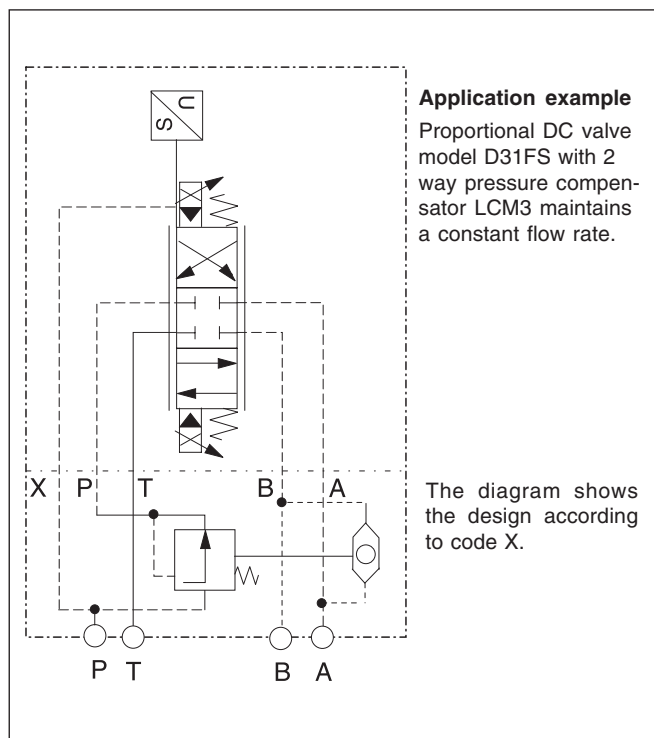 U
S
Application example
Proportional DC valve
model D31FS with 2
way pressure compen-
sator LCM3 maintains
a constant flow rate.
X P T B A
The diagram shows
the design according
to code X.
P T B A